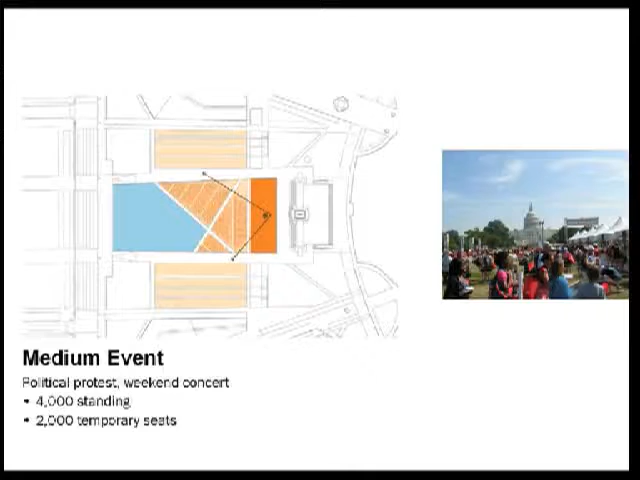 Medium Event
Political protest, weekend concert
• 4,000 standing
• 2,000 temporary seats